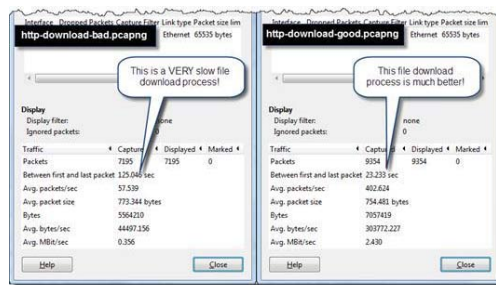 Interface Dropped Packets Capture Filter Link type Packet size lim
http-download-bad.pcapng
Ethernet 65535 bytes
This is a VERY slow file
download process!
Display
Display filter:
none
Ignored packets:
0
Traffic Captured Displayed Marked
Packets 7195 7195 0
Between first and last packet 125.046 sec
Avg. packets/sec 57.539
Avg. packet size 773.344 bytes
Bytes 5564210
Avg. bytes/sec 44497.156
Avg. MBit/sec 0.356
Help
Close
Interface Dropped Packets Capture Filter Link type Packet size lim
http-download-good.pcapng
Ethernet 65535 bytes
This file download
process is much better!
Display
Display filter:
none
Ignored packets:
0
Traffic Captured Displayed Marked
Packets 9354 9354 0
Between first and last packet 23.233 sec
Avg. packets/sec 402.624
Avg. packet size 754.481 bytes
Bytes 7057419
Avg. bytes/sec 303772.227
Avg. MBit/sec 2.430
Help
Close